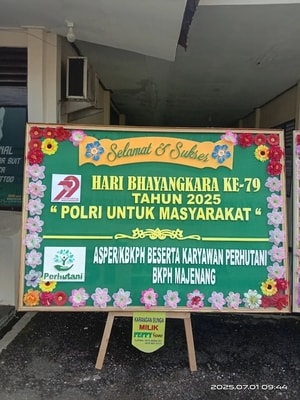 Selamat & Sukses
HARI BHAYANGKARA KE-79
TAHUN 2025
“ POLRI UNTUK MASYARAKAT “
79
Perhutani
ASPER/KBKPH BESERTA KARYAWAN PERHUTANI
BKPH MAJENANG
KARANGAN BUNGA
MILIK
2025.07.01 09:44